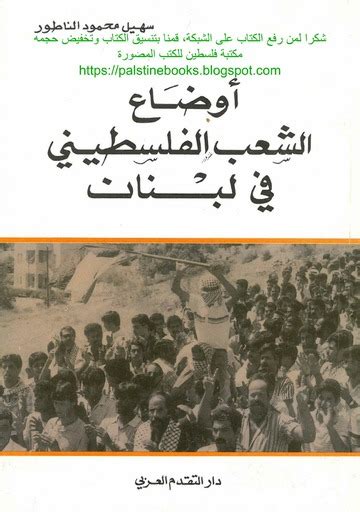 سهيل محمود الناطور
شكرا لمن رفع الكتاب على الشبكة، قمنا بتنسيق الكتاب وتخفيض حجمه
مكتبة فلسطين للكتب المصورة
https://palstinebooks.blogspot.com
أوضاع
الشعب الفلسطيني
في لبنان
دار التقدم العربي